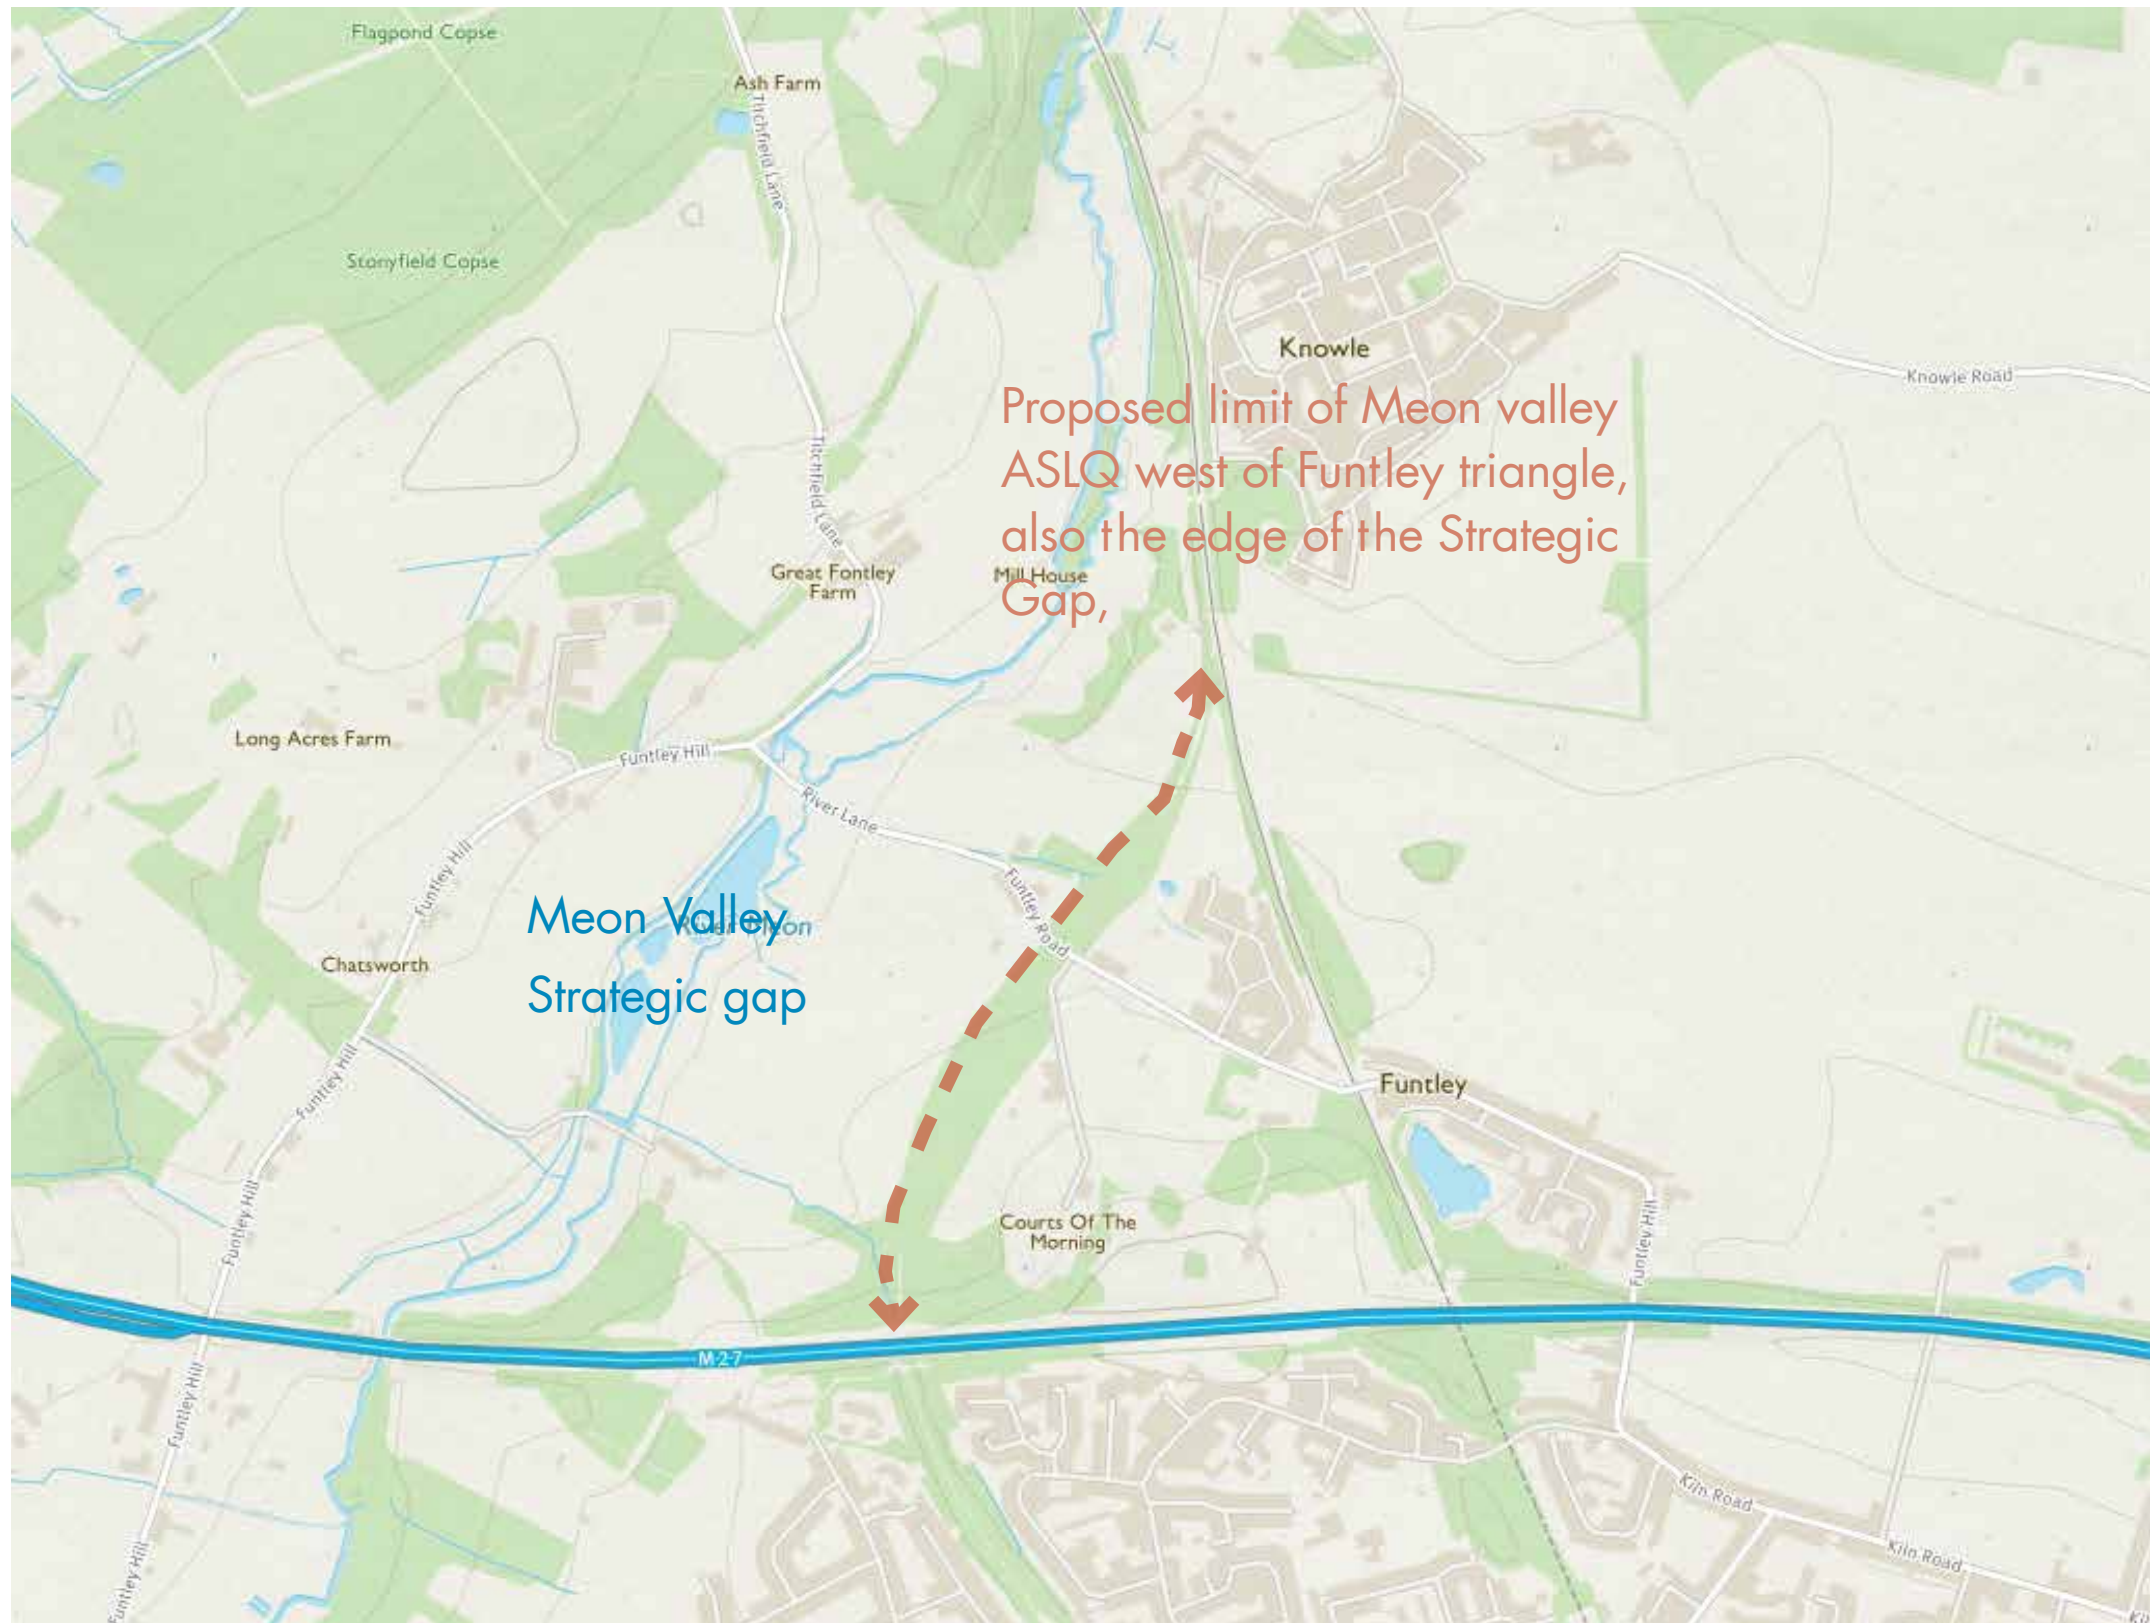 Flagpond Copse
Ash Farm
Titchfield Lane
Stonyfield Copse
Knowle
Knowle Road
Proposed limit of Meon valley
ASLQ west of Funtley triangle,
also the edge of the Strategic
Gap,
Titchfield Lane
Great Fontley
Farm
Mill House
Long Acres Farm
Funtley Hill
River Lane
Funtley Hill
Funtley Road
Meon Valley
River Meon
Strategic gap
Chatsworth
Funtley Hill
Funtley
Funtley Hill
Courts Of The
Morning
Funtley Hill
M27
Funtley Hill
Kiln Road
Kiln Road
Funtley Hill